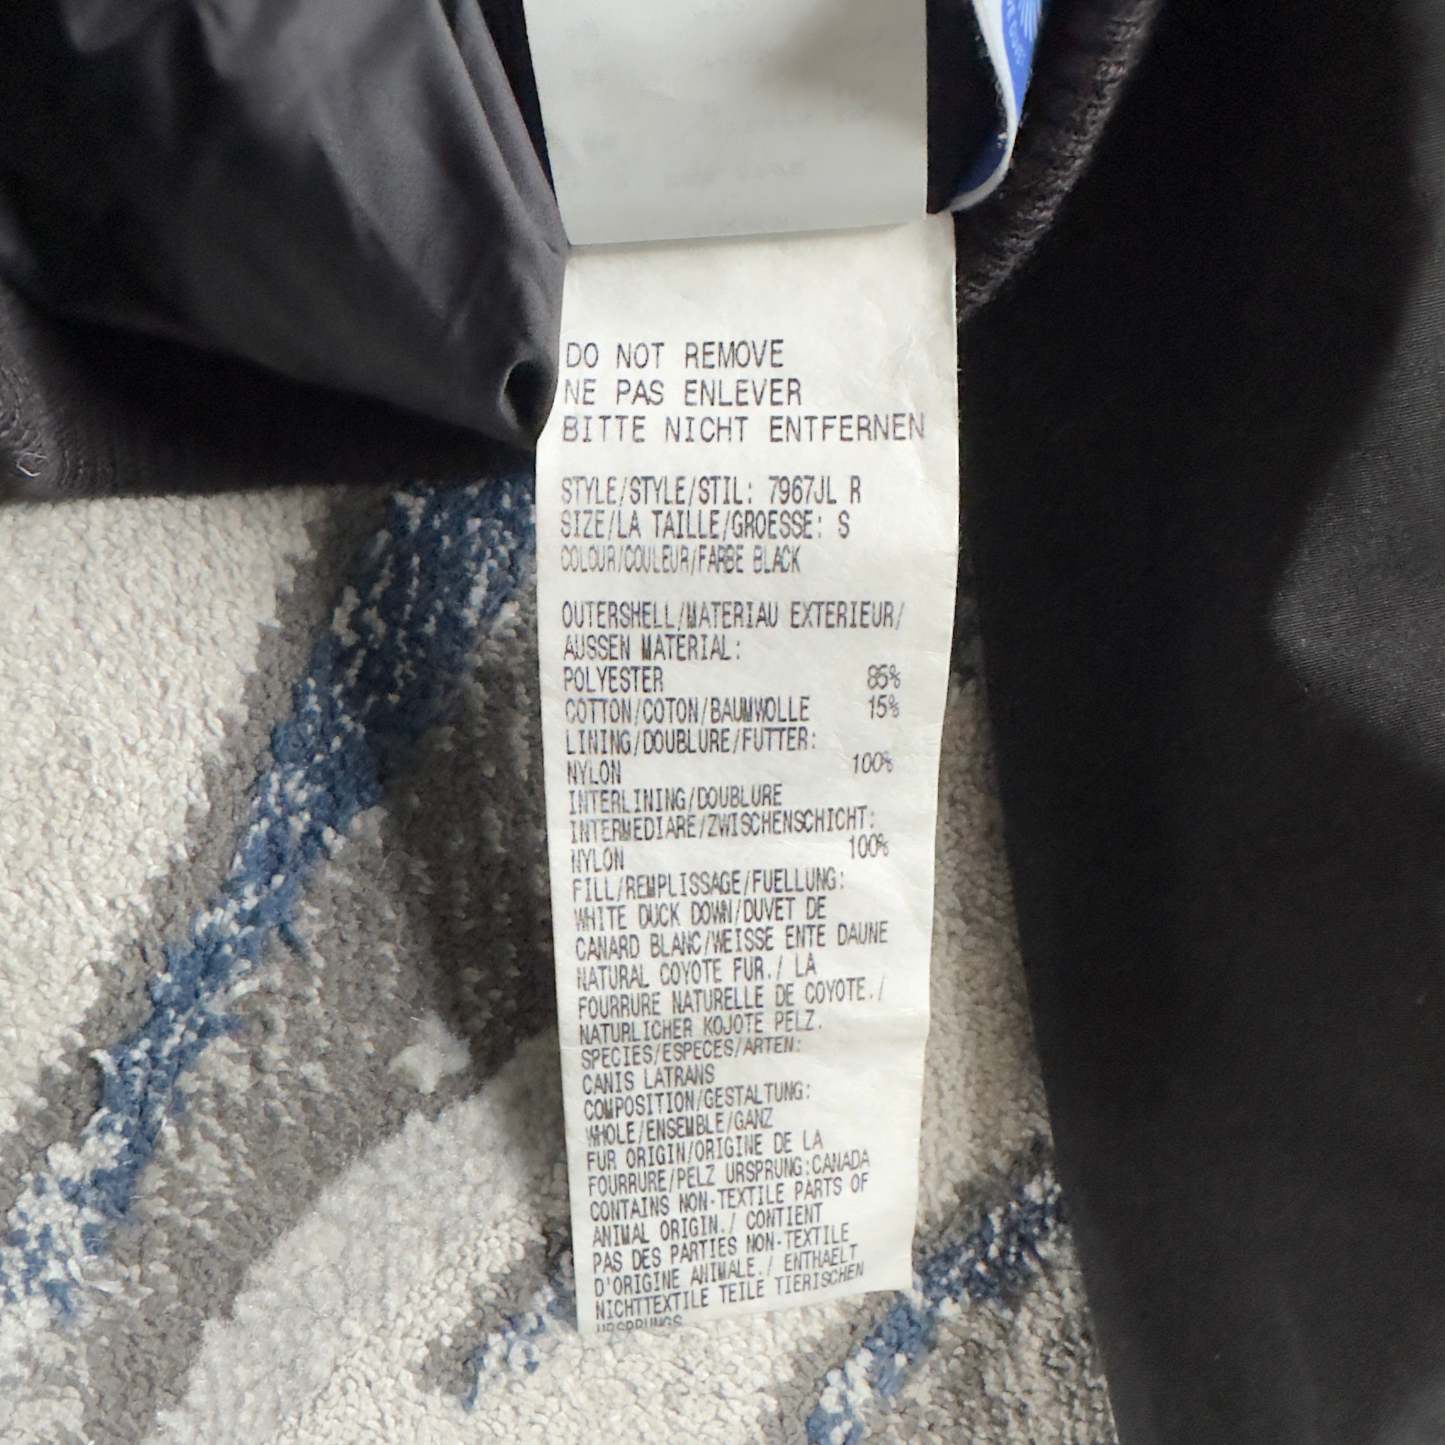 DO NOT REMOVE
NE PAS ENLEVER
BITTE NICHT ENTFERNEN
STYLE/STYLE/STIL: 7967JL R
SIZE/LA TAILLE/GROESSE: S
COLOUR/COULEUR/FARBE BLACK
OUTERSHELL/MATERIAU EXTERIEUR/
AUSSEN MATERIAL:
POLYESTER 85%
COTTON/COTON/BAUMWOLLE 15%
LINING/DOUBLURE/FUTTER:
NYLON 100%
INTERLINING/DOUBLURE
INTERMEDIARE/ZWISCHENSCHICHT:
NYLON 100%
FILL/REMPLISSAGE/FUELLUNG:
WHITE DUCK DOWN/DUVET DE
CANARD BLANC/WEISSE ENTE DAUNE
NATURAL COYOTE FUR./ LA
FOURRURE NATURELLE DE COYOTE./
NATURLICHER KOJOTE PELZ.
SPECIES/ESPECES/ARTEN:
CANIS LATRANS
COMPOSITION/GESTALTUNG:
WHOLE/ENSEMBLE/GANZ
FUR ORIGIN/ORIGINE DE LA
FOURRURE/PELZ URSPRUNG:CANADA
CONTAINS NON-TEXTILE PARTS OF
ANIMAL ORIGIN./ CONTIENT
PAS DES PARTIES NON-TEXTILE
D'ORIGINE ANIMALE./ ENTHAELT
NICHTTEXTILE TEILE TIERISCHEN
URSPRUNGS